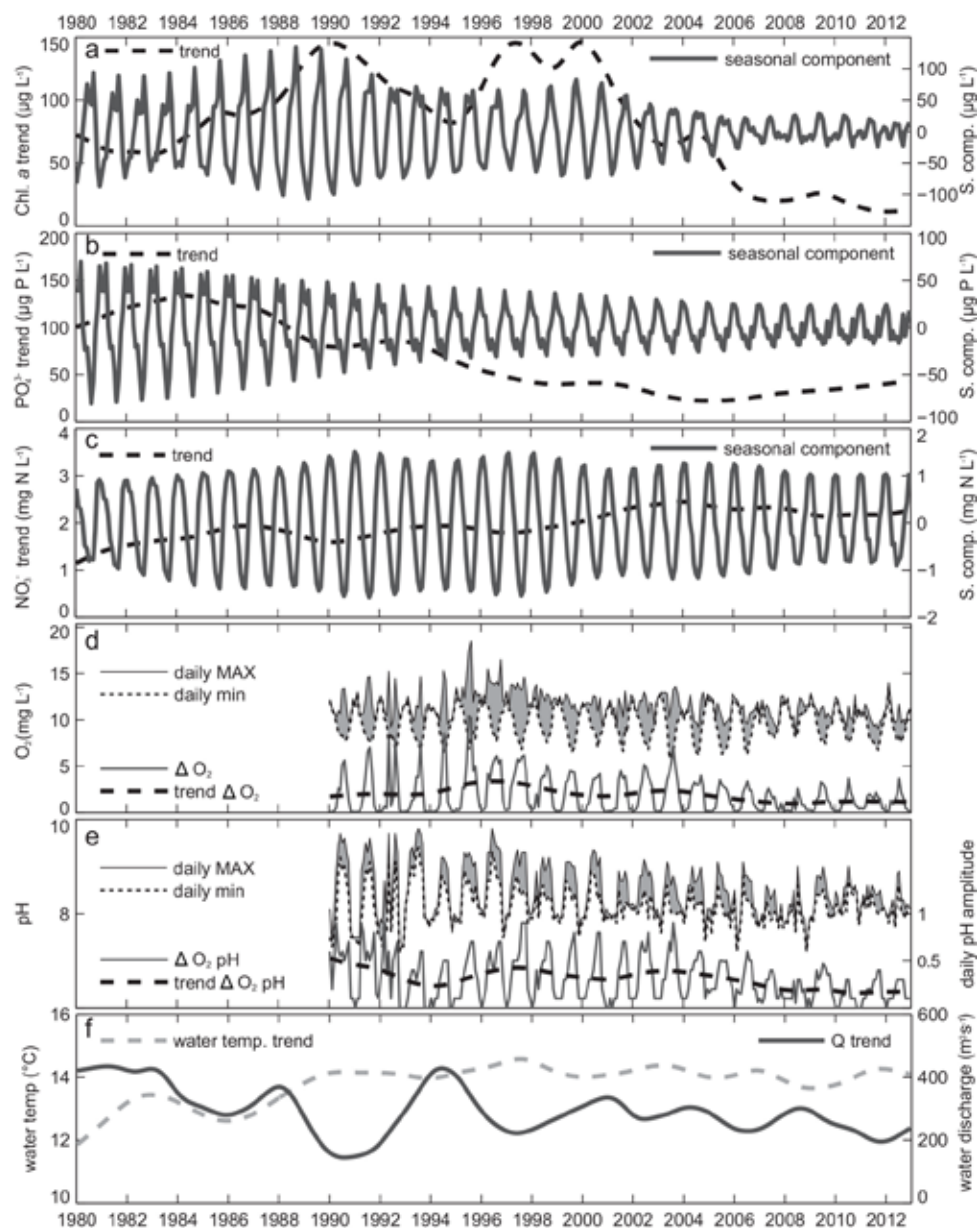 1980 1982 1984 1986 1988 1990 1992 1994 1996 1998 2000 2002 2004 2006 2008 2010 2012
a
trend
seasonal component
Chl. a trend (µg L⁻¹)
150
100
50
0
100
50
0
−50
−100
S. comp. (µg L⁻¹)
b
trend
seasonal component
PO₄³⁻ trend (µg P L⁻¹)
200
150
100
50
0
100
50
0
−50
−100
S. comp. (µg P L⁻¹)
c
trend
seasonal component
NO₃⁻ trend (mg N L⁻¹)
4
3
2
1
0
2
1
0
−1
−2
S. comp. (mg N L⁻¹)
d
daily MAX
daily min
Δ O₂
trend Δ O₂
O₂(mg L⁻¹)
20
15
10
5
0
e
daily MAX
daily min
Δ O₂ pH
trend Δ O₂ pH
pH
10
8
6
1
0.5
daily pH amplitude
f
water temp. trend
Q trend
water temp (°C)
16
14
12
10
600
400
200
0
water discharge (m³s⁻¹)
1980 1982 1984 1986 1988 1990 1992 1994 1996 1998 2000 2002 2004 2006 2008 2010 2012